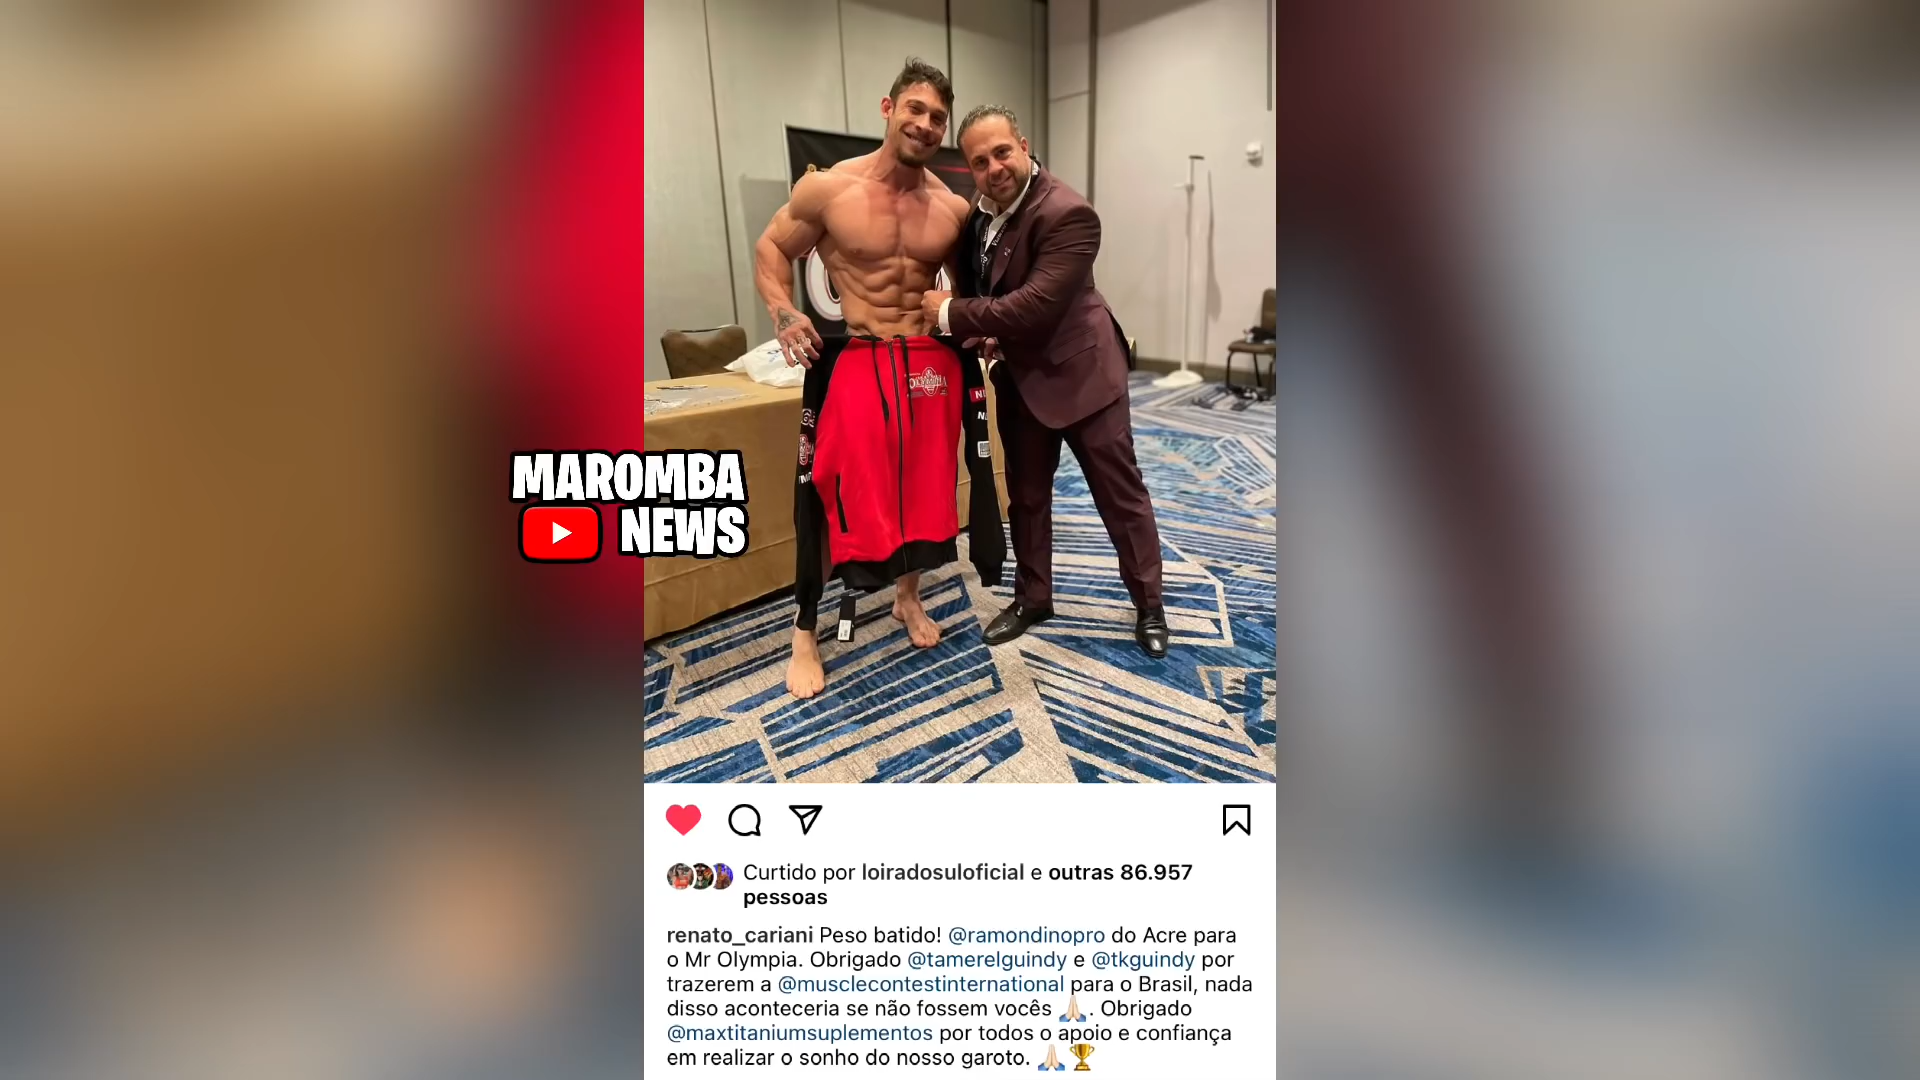 MAROMBA
NEWS
Curtido por loiradosuloficial e outras 86.957
pessoas
renato_cariani Peso batido! @ramondinopro do Acre para
o Mr Olympia. Obrigado @tamerelguindy e @tkguindy por
trazerem a @musclecontestinternational para o Brasil, nada
disso aconteceria se não fossem vocês 🙏🏻. Obrigado
@maxtitaniumsuplementos por todos o apoio e confiança
em realizar o sonho do nosso garoto. 🙏🏻🏆